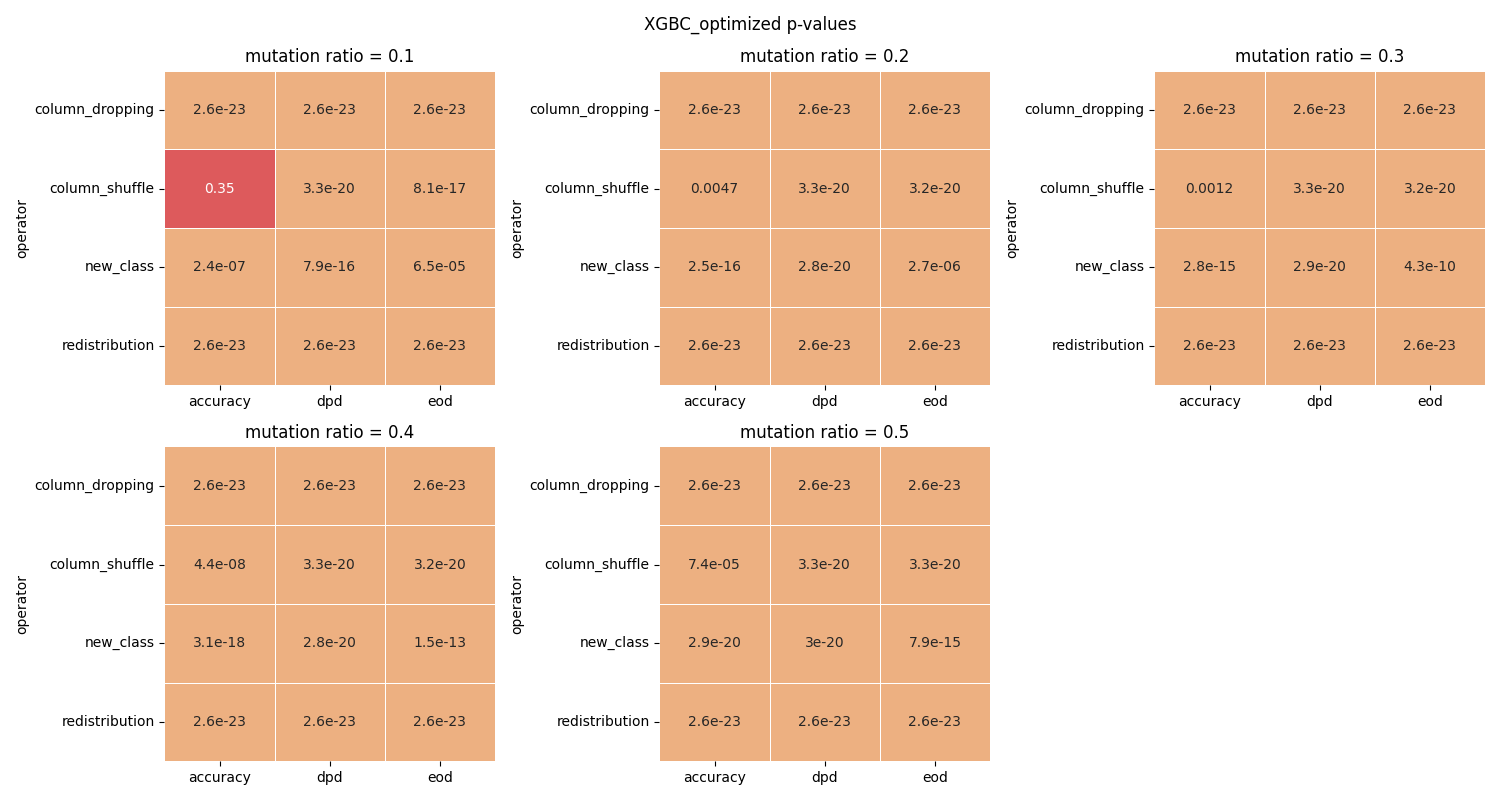 XGBC_optimized p-values
mutation ratio = 0.1
operator
column_dropping 2.6e-23 2.6e-23 2.6e-23
column_shuffle 0.35 3.3e-20 8.1e-17
new_class 2.4e-07 7.9e-16 6.5e-05
redistribution 2.6e-23 2.6e-23 2.6e-23
accuracy dpd eod
mutation ratio = 0.2
operator
column_dropping 2.6e-23 2.6e-23 2.6e-23
column_shuffle 0.0047 3.3e-20 3.2e-20
new_class 2.5e-16 2.8e-20 2.7e-06
redistribution 2.6e-23 2.6e-23 2.6e-23
accuracy dpd eod
mutation ratio = 0.3
operator
column_dropping 2.6e-23 2.6e-23 2.6e-23
column_shuffle 0.0012 3.3e-20 3.2e-20
new_class 2.8e-15 2.9e-20 4.3e-10
redistribution 2.6e-23 2.6e-23 2.6e-23
accuracy dpd eod
mutation ratio = 0.4
operator
column_dropping 2.6e-23 2.6e-23 2.6e-23
column_shuffle 4.4e-08 3.3e-20 3.2e-20
new_class 3.1e-18 2.8e-20 1.5e-13
redistribution 2.6e-23 2.6e-23 2.6e-23
accuracy dpd eod
mutation ratio = 0.5
operator
column_dropping 2.6e-23 2.6e-23 2.6e-23
column_shuffle 7.4e-05 3.3e-20 3.3e-20
new_class 2.9e-20 3e-20 7.9e-15
redistribution 2.6e-23 2.6e-23 2.6e-23
accuracy dpd eod